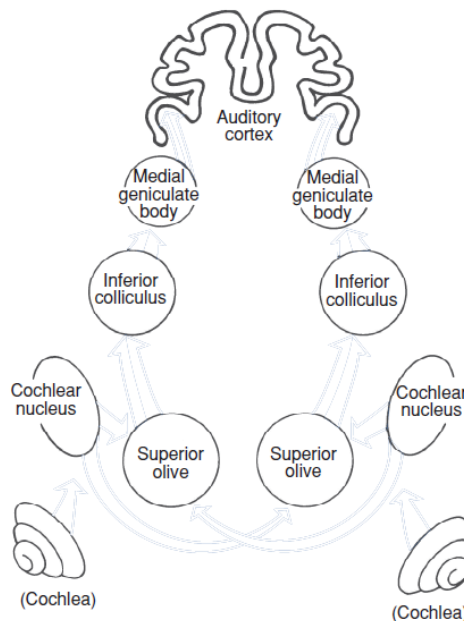 Auditory
cortex
Medial
geniculate
body
Medial
geniculate
body
Inferior
colliculus
Inferior
colliculus
Cochlear
nucleus
Cochlear
nucleus
Superior
olive
Superior
olive
(Cochlea)
(Cochlea